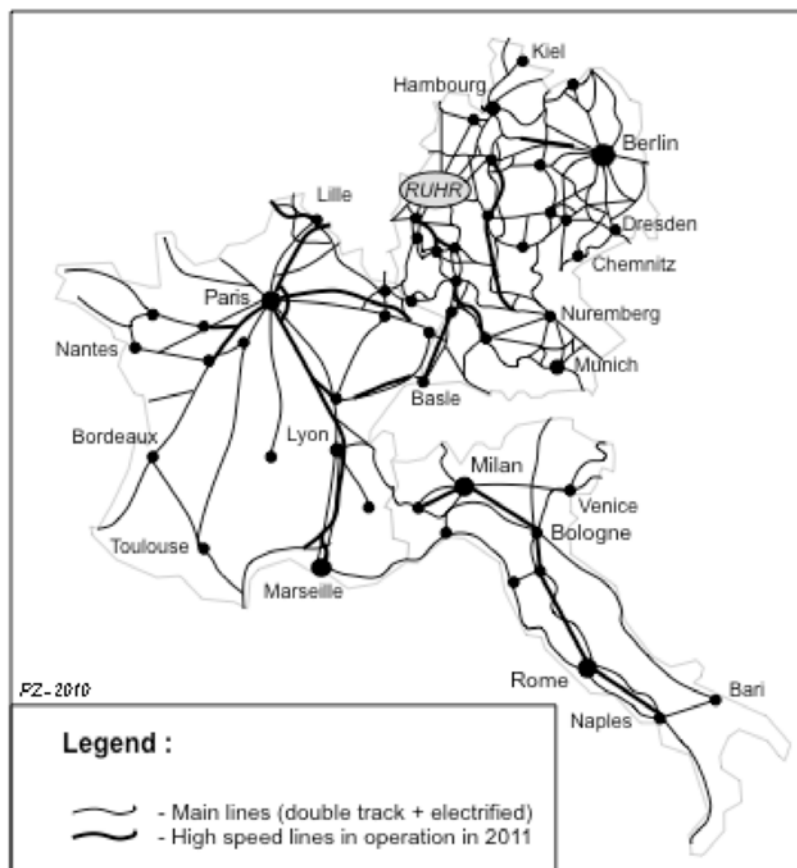 Kiel
Hambourg
Berlin
RUHR
Lille
Dresden
Chemnitz
Paris
Nuremberg
Nantes
Munich
Basle
Bordeaux
Lyon
Milan
Venice
Bologne
Toulouse
Marseille
Rome
Bari
PZ-2010
Naples
Legend :
- Main lines (double track + electrified)
- High speed lines in operation in 2011